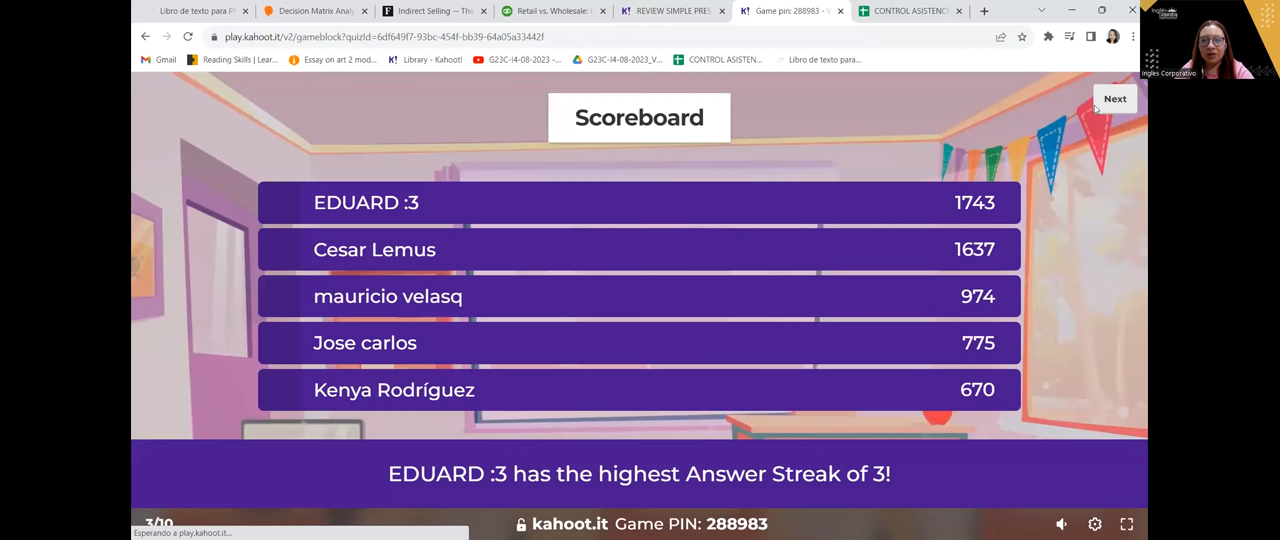 Libro de texto para P
Decision Matrix Anal
Indirect Selling -- The
Retail vs. Wholesale: C
REVIEW SIMPLE PRES
Game pin: 288983 - V
CONTROL ASISTENC
play.kahoot.it/v2/gameblock?quizId=6df649f7-93bc-454f-bb39-64a05a33442f
Gmail
Reading Skills | Lear...
Essay on art 2 mod...
Library - Kahoot!
G23C-I4-08-2023 -...
G23C-I4-08-2023_V...
CONTROL ASISTEN...
Libro de texto para...
Inglés Corporativo
Next
Scoreboard
EDUARD :3 1743
Cesar Lemus 1637
mauricio velasq 974
Jose carlos 775
Kenya Rodríguez 670
EDUARD :3 has the highest Answer Streak of 3!
3/10
kahoot.it Game PIN: 288983
Esperando a play.kahoot.it...